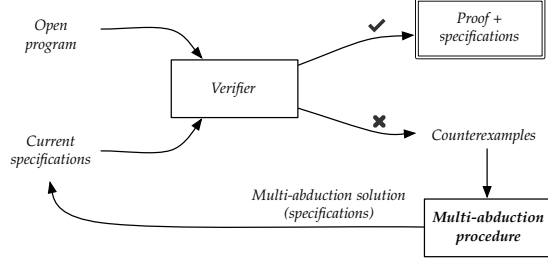 Open
program
Proof +
specifications
Verifier
Current
specifications
Counterexamples
Multi-abduction solution
(specifications)
Multi-abduction
procedure